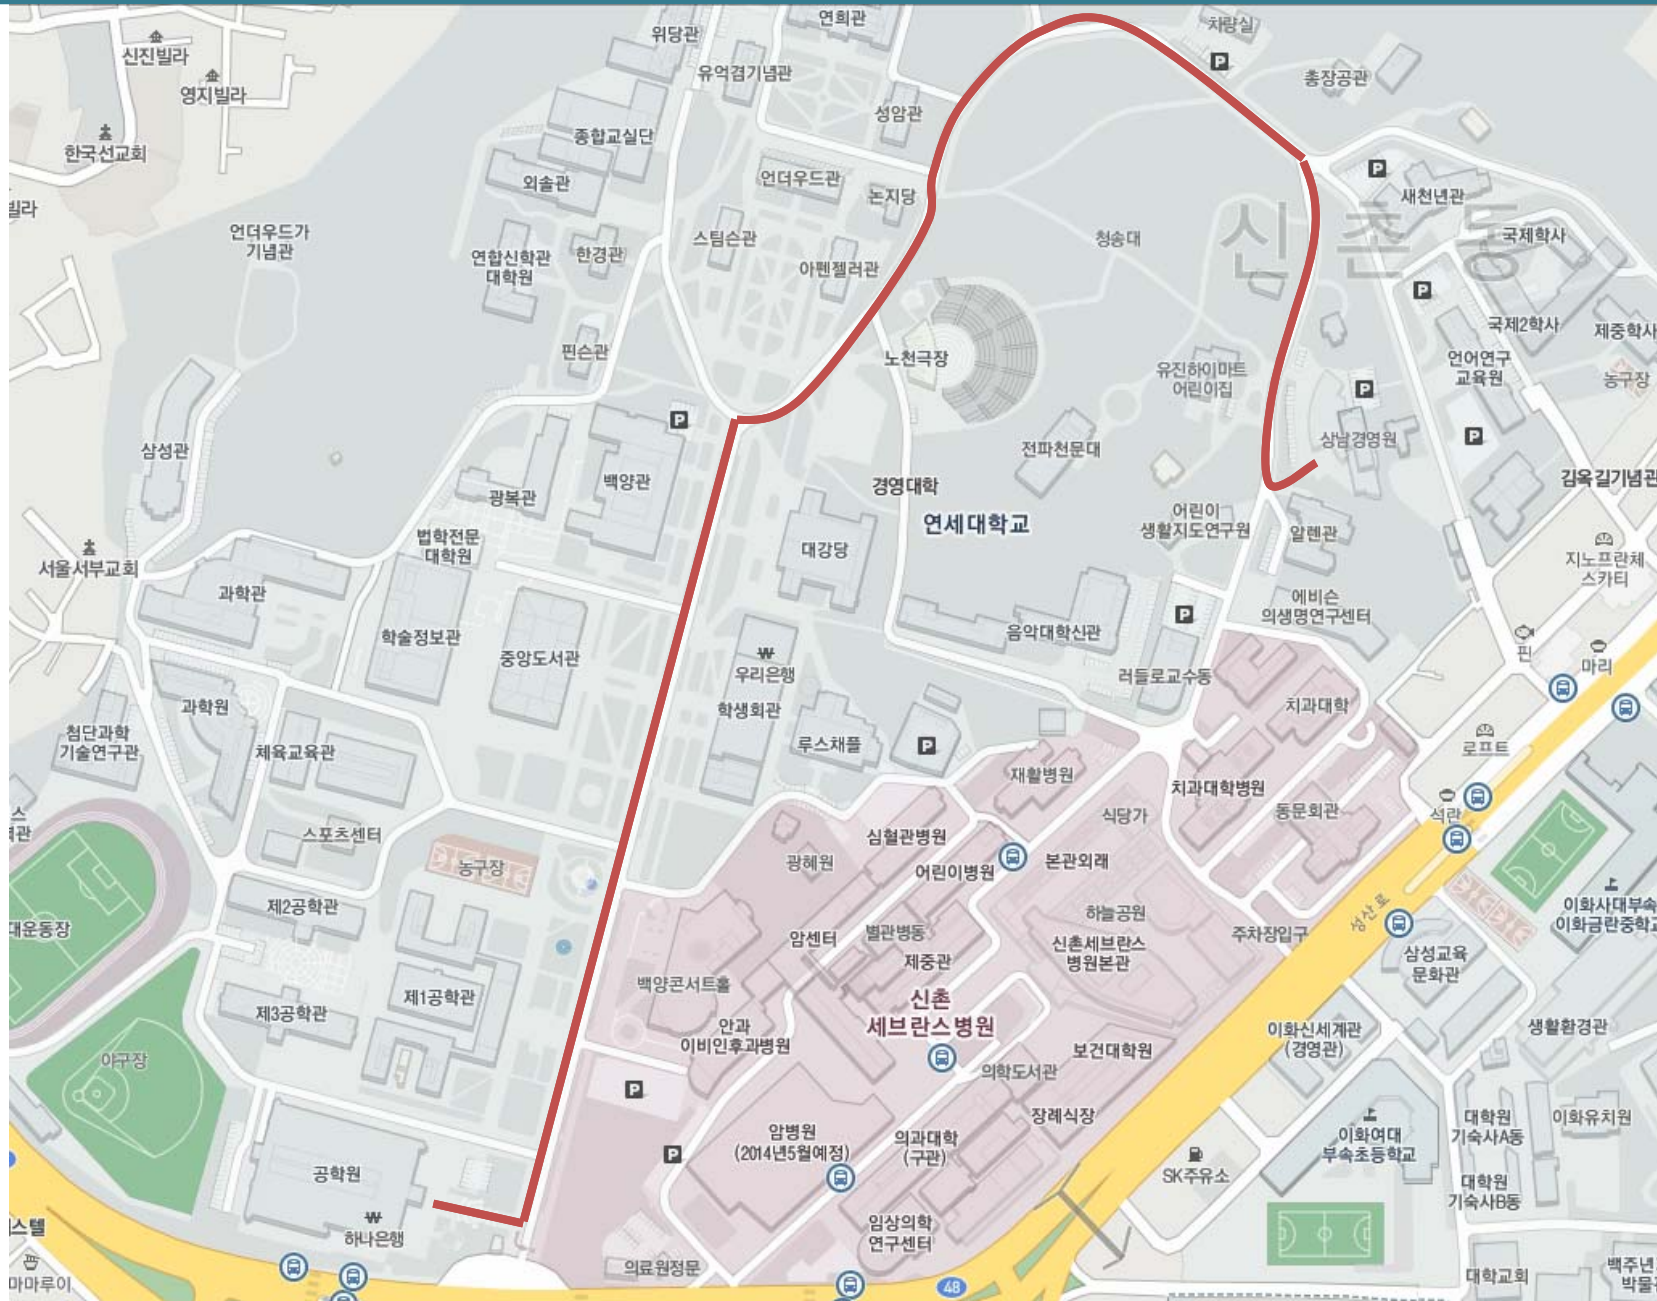 연희관
차량실
위당관
신진빌라
유억겸기념관
P
총장공관
영지빌라
성암관
종합교실단
한국선교회
P
언더우드관
외솔관
논지당
새천년관
빌라
신촌동
언더우드가
기념관
스팀슨관
청송대
국제학사
연합신학관
대학원
한경관
아펜젤러관
P
국제2학사
제중학사
핀슨관
노천극장
유진하이마트
어린이집
언어연구
교육원
농구장
P
P
P
삼성관
전파천문대
상남경영원
백양관
경영대학
김옥길기념관
광복관
연세대학교
어린이
생활지도연구원
알렌관
법학전문
대학원
대강당
지노프란체
스카티
서울서부교회
과학관
에비슨
의생명연구센터
P
학술정보관
음악대학신관
핀
중앙도서관
우리은행
마리
러들로교수동
과학원
학생회관
치과대학
첨단과학
기술연구관
체육교육관
루스채플
P
로프트
재활병원
치과대학병원
스
식당가
동문회관
석란
스포츠센터
심혈관병원
광혜원
어린이병원
본관외래
농구장
이화사대부속
이화금란중학교
제2공학관
하늘공원
성산로
대운동장
암센터
별관병동
주차장입구
신촌세브란스
병원본관
제중관
삼성교육
문화관
백양콘서트홀
제1공학관
신촌
세브란스병원
제3공학관
안과
이비인후과병원
이화신세계관
(경영관)
생활환경관
야구장
보건대학원
의학도서관
P
장례식장
대학원
기숙사A동
이화유치원
암병원
(2014년5월예정)
의과대학
(구관)
이화여대
부속초등학교
P
공학원
SK주유소
대학원
기숙사B동
스텔
하나은행
임상의학
연구센터
의료원정문
48
대학교회
백주년
박물
마마루이